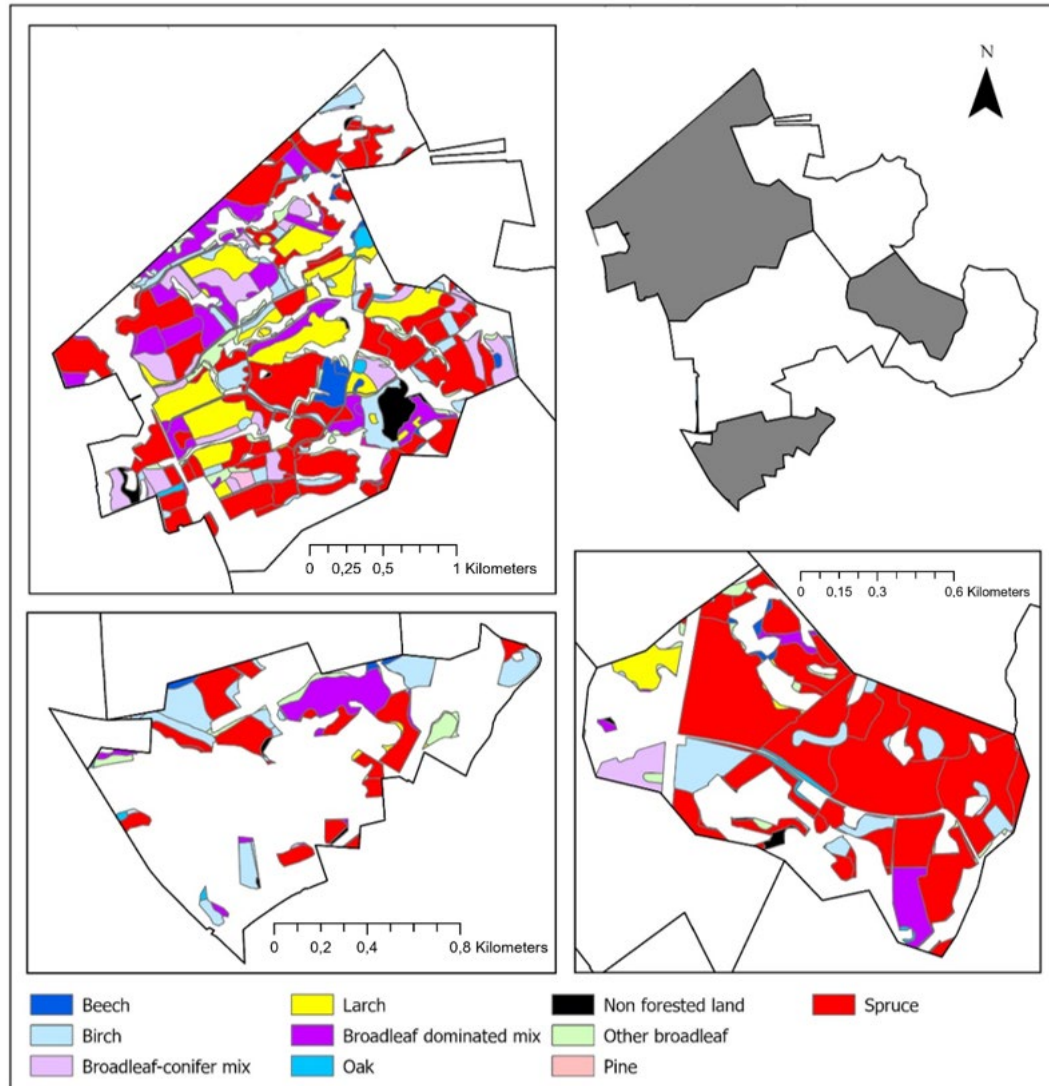 N
0 0,25 0,5 1 Kilometers
0 0,15 0,3 0,6 Kilometers
0 0,2 0,4 0,8 Kilometers
Beech Larch Non forested land Spruce
Birch Broadleaf dominated mix Other broadleaf
Broadleaf-conifer mix Oak Pine